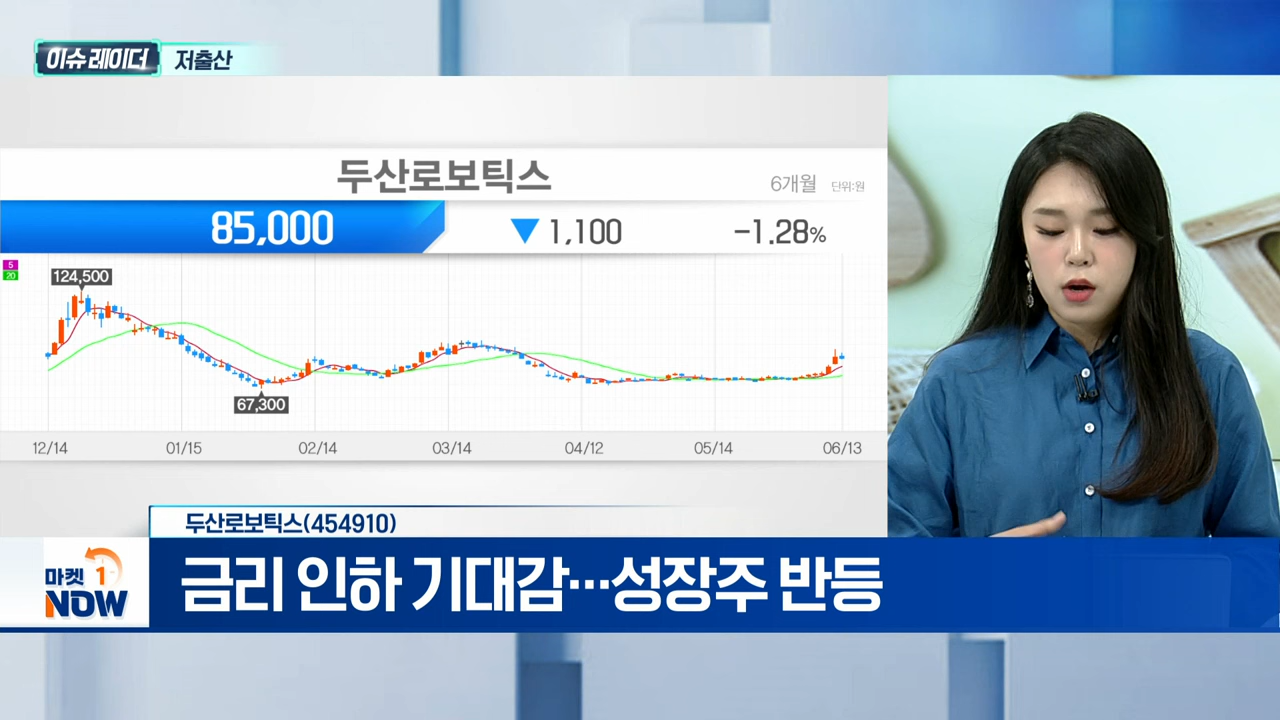 이슈 레이더 저출산
두산로보틱스
6개월 단위:원
85,000 ▼ 1,100 -1.28%
5
20
124,500
67,300
12/14 01/15 02/14 03/14 04/12 05/14 06/13
두산로보틱스(454910)
마켓 1
NOW
금리 인하 기대감…성장주 반등